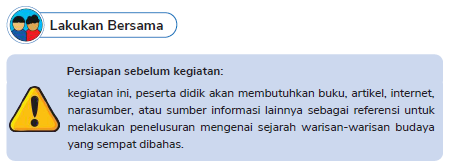 Lakukan Bersama
Persiapan sebelum kegiatan:
kegiatan ini, peserta didik akan membutuhkan buku, artikel, internet,
narasumber, atau sumber informasi lainnya sebagai referensi untuk
melakukan penelusuran mengenai sejarah warisan-warisan budaya
yang sempat dibahas.